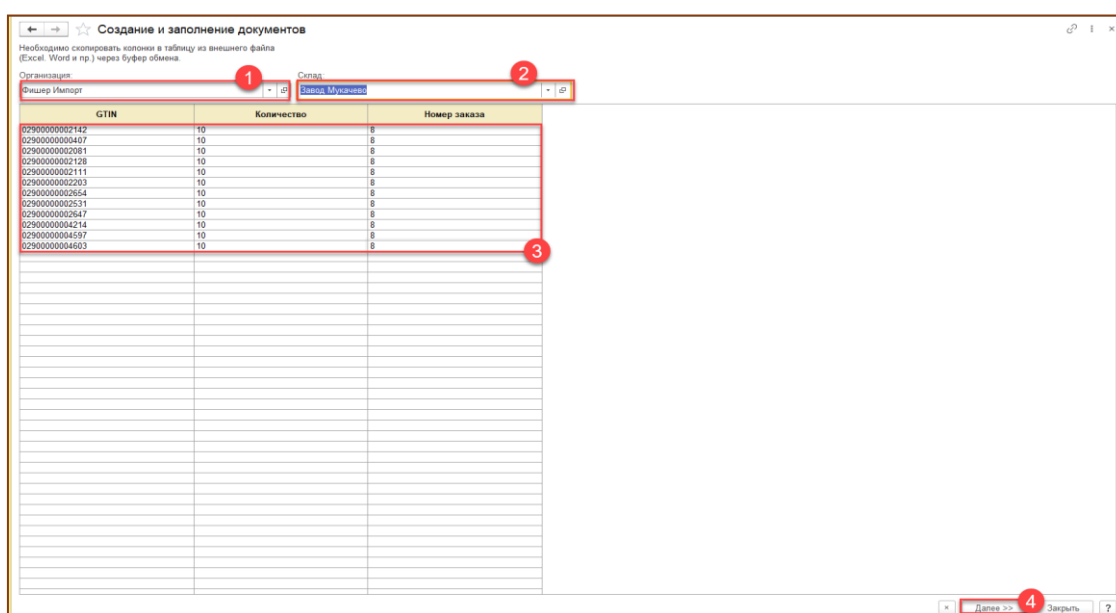 Создание и заполнение документов
Необходимо скопировать колонки в таблицу из внешнего файла
(Excel. Word и пр.) через буфер обмена.
Организация: Склад:
1 2
Фишер Импорт Завод Мукачево
GTIN Количество Номер заказа
02900000002142 10 8
02900000000407 10 8
02900000002081 10 8
02900000002128 10 8
02900000002111 10 8
02900000002203 10 8
02900000002654 10 8
02900000002531 10 8
02900000002647 10 8
02900000004214 10 8
02900000004597 10 8
02900000004603 10 8
3
Далее >> 4 Закрыть ?